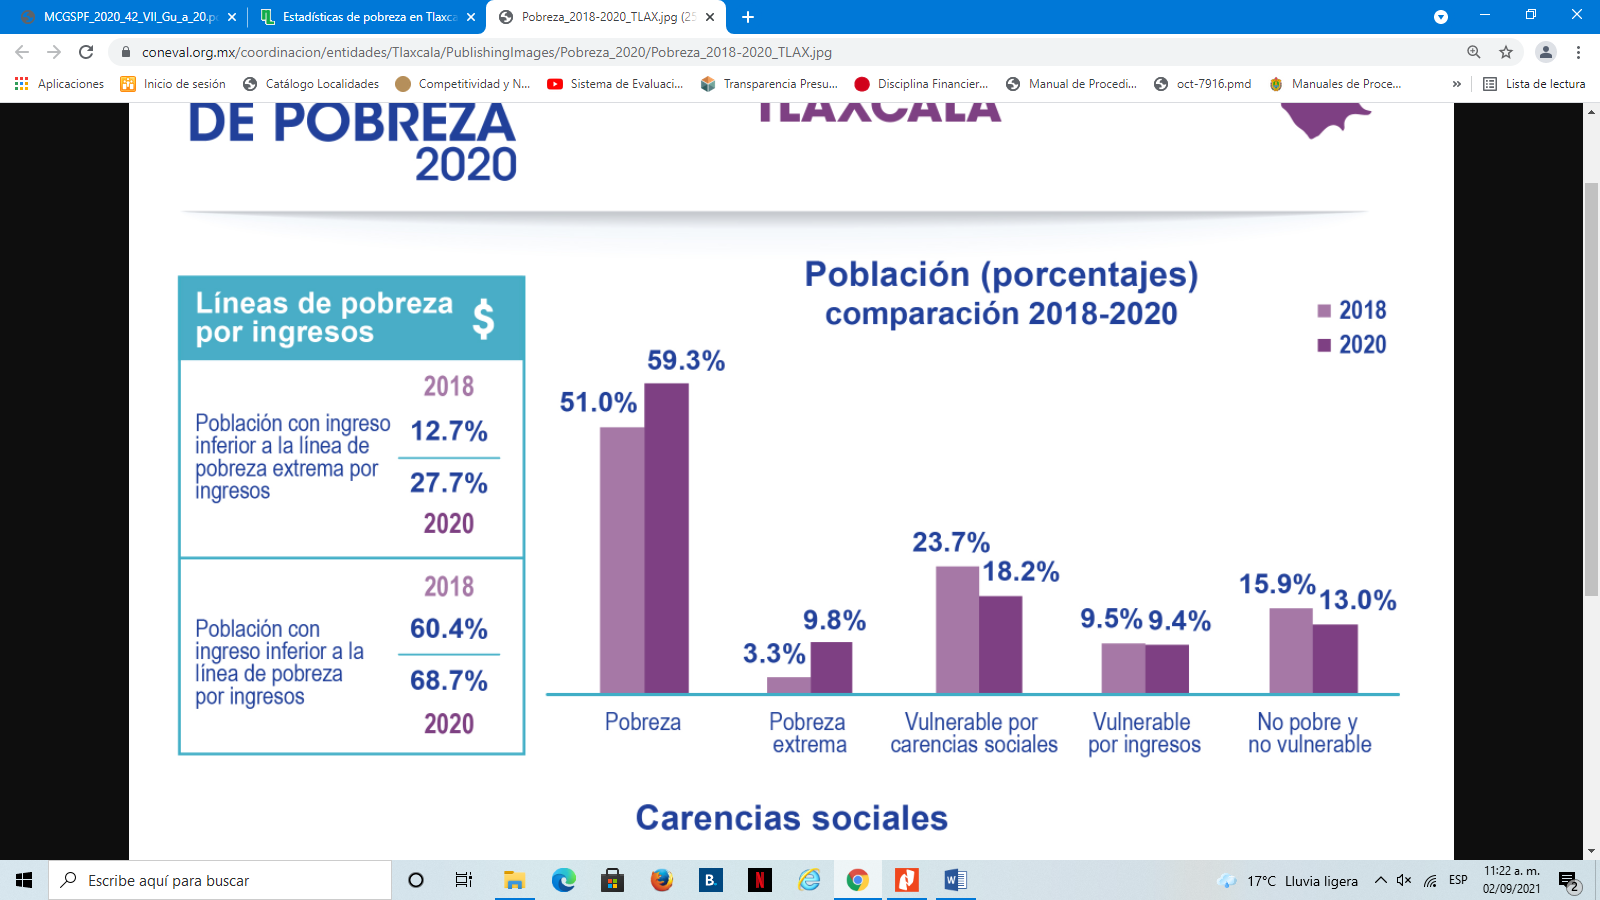 MCGSPF_2020_42_VII_Gu_a_20.p
Estadísticas de pobreza en Tlaxca
Pobreza_2018-2020_TLAX.jpg (25
coneval.org.mx/coordinacion/entidades/Tlaxcala/PublishingImages/Pobreza_2020/Pobreza_2018-2020_TLAX.jpg
Aplicaciones
Inicio de sesión
Catálogo Localidades
Competitividad y N...
Sistema de Evaluaci...
Transparencia Presu...
Disciplina Financier...
Manual de Procedi...
oct-7916.pmd
Manuales de Proce...
»
Lista de lectura
DE POBREZA
2020
TLAXCALA
Líneas de pobreza
por ingresos
$
2018
Población con ingreso
inferior a la línea de
pobreza extrema por
ingresos
12.7%
27.7%
2020
2018
Población con
ingreso inferior a la
línea de pobreza
por ingresos
60.4%
68.7%
2020
Población (porcentajes)
comparación 2018-2020
2018
2020
51.0%
59.3%
3.3%
9.8%
23.7%
18.2%
9.5%
9.4%
15.9%
13.0%
Pobreza
Pobreza
extrema
Vulnerable por
carencias sociales
Vulnerable
por ingresos
No pobre y
no vulnerable
Carencias sociales
Escribe aquí para buscar
B.
N
17°C Lluvia ligera
ESP
11:22 a. m.
02/09/2021
2